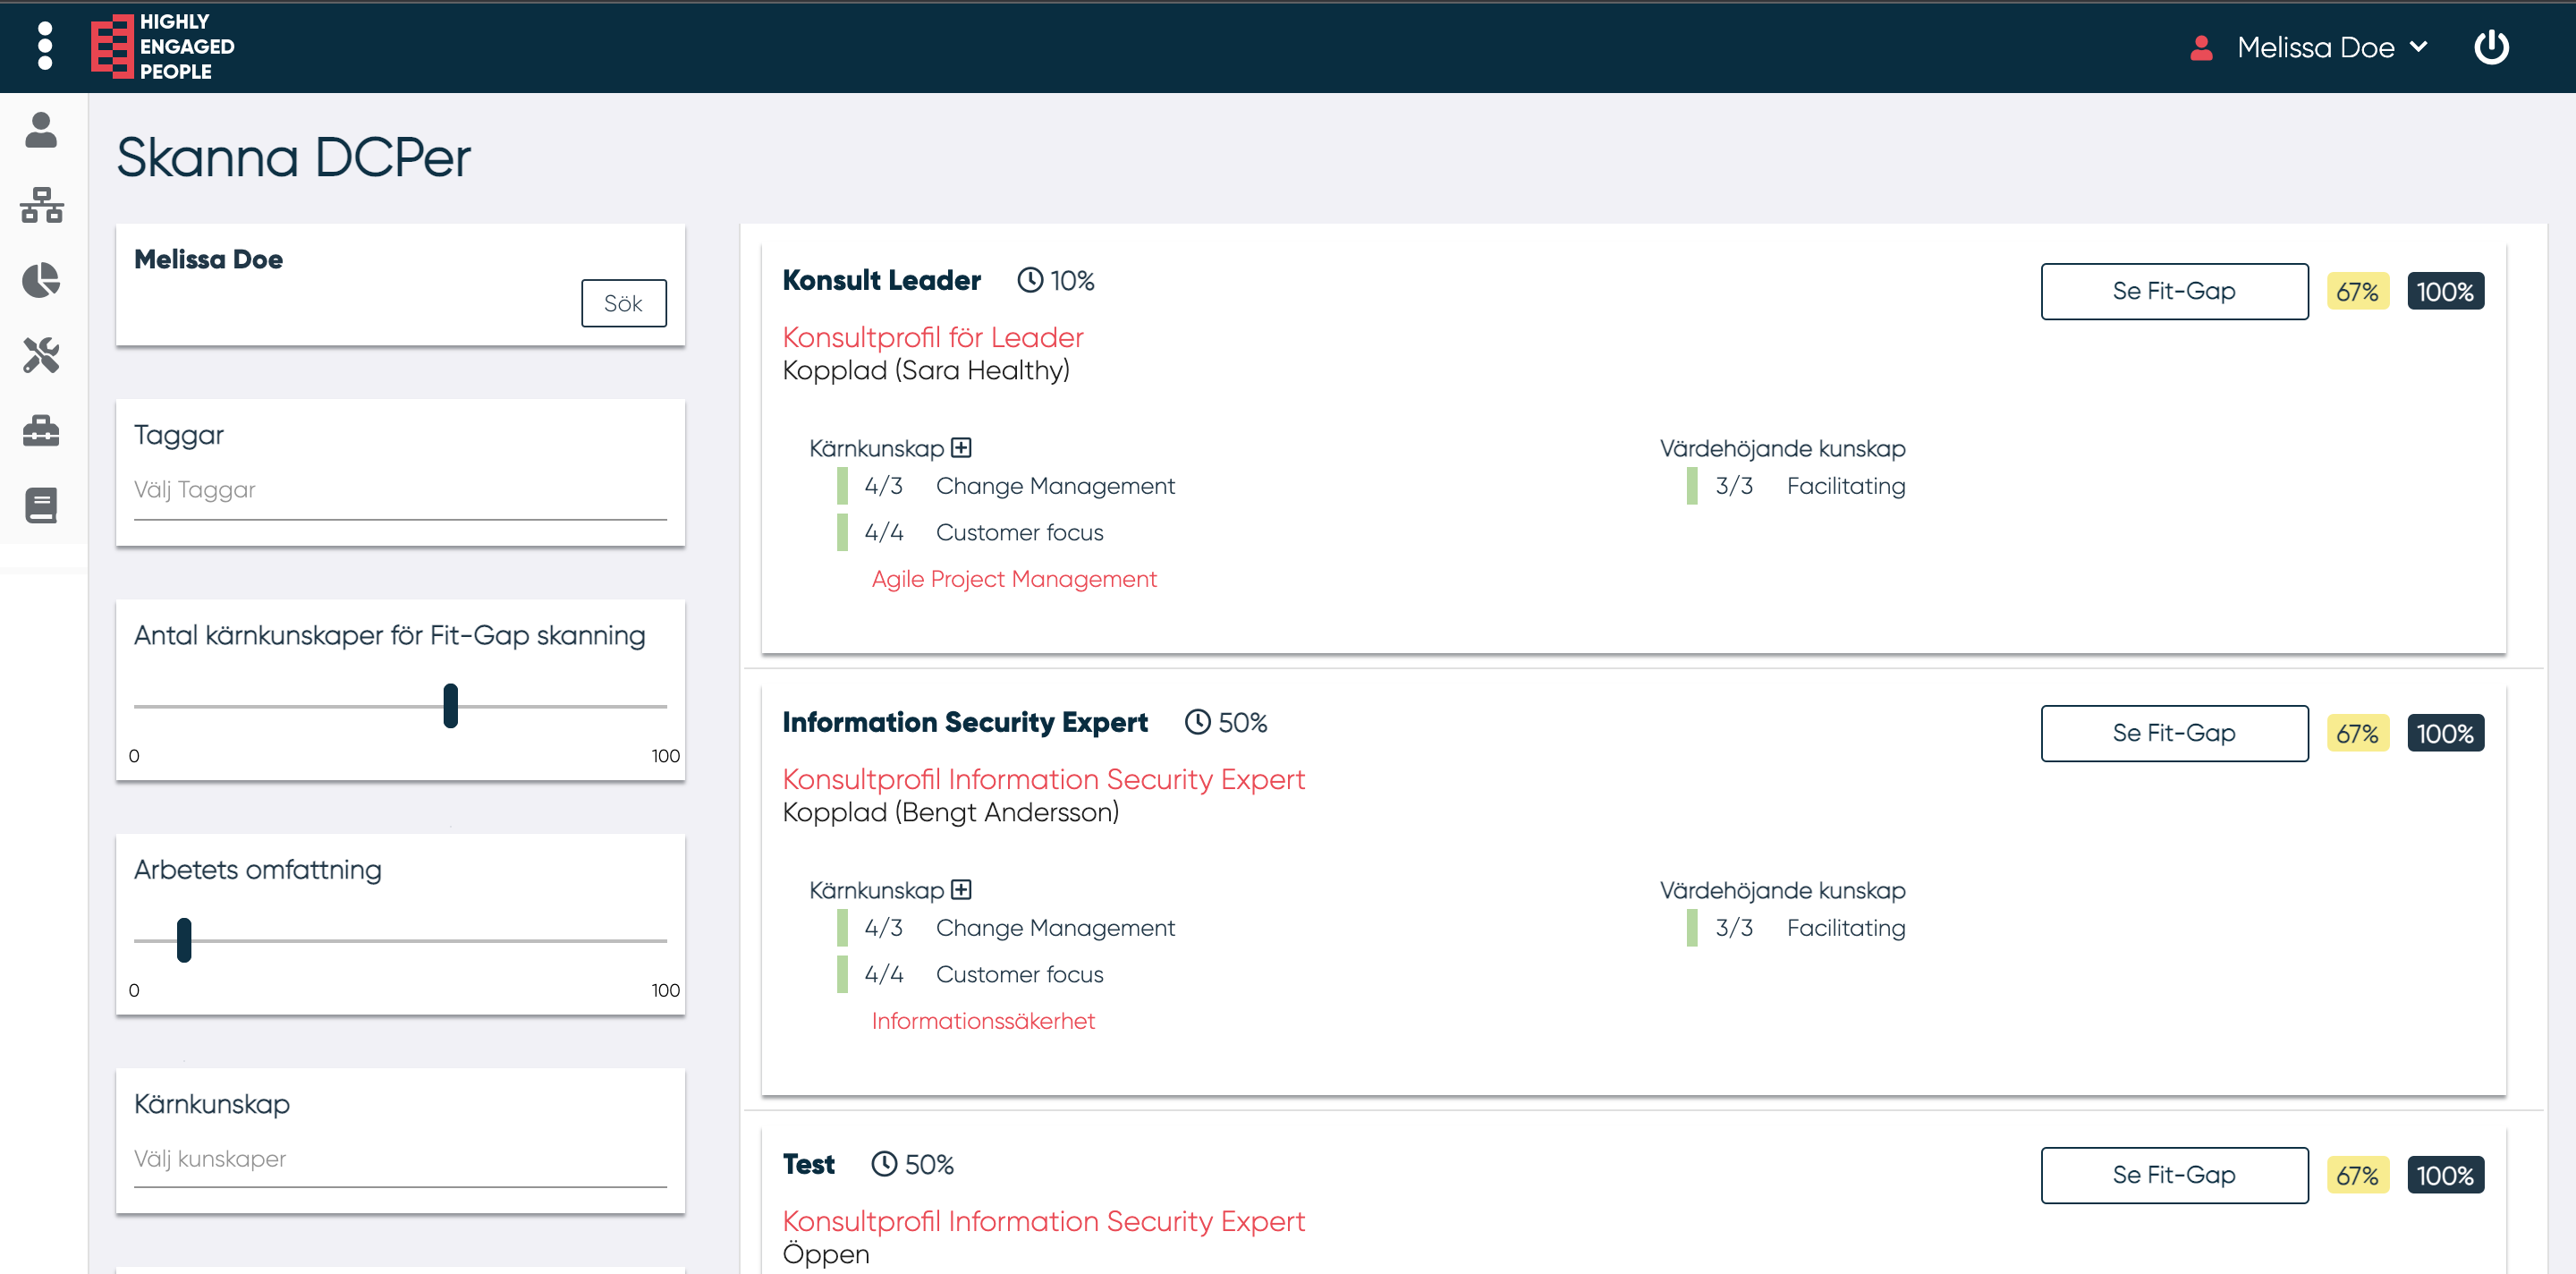 HIGHLY
ENGAGED
PEOPLE
Melissa Doe
Skanna DCPer
Melissa Doe
Sök
Taggar
Välj Taggar
Antal kärnkunskaper för Fit-Gap skanning
0 100
Arbetets omfattning
0 100
Kärnkunskap
Välj kunskaper
Konsult Leader 10% Se Fit-Gap 67% 100%
Konsultprofil för Leader
Kopplad (Sara Healthy)
Kärnkunskap Värdehöjande kunskap
4/3 Change Management 3/3 Facilitating
4/4 Customer focus
Agile Project Management
Information Security Expert 50% Se Fit-Gap 67% 100%
Konsultprofil Information Security Expert
Kopplad (Bengt Andersson)
Kärnkunskap Värdehöjande kunskap
4/3 Change Management 3/3 Facilitating
4/4 Customer focus
Informationssäkerhet
Test 50% Se Fit-Gap 67% 100%
Konsultprofil Information Security Expert
Öppen